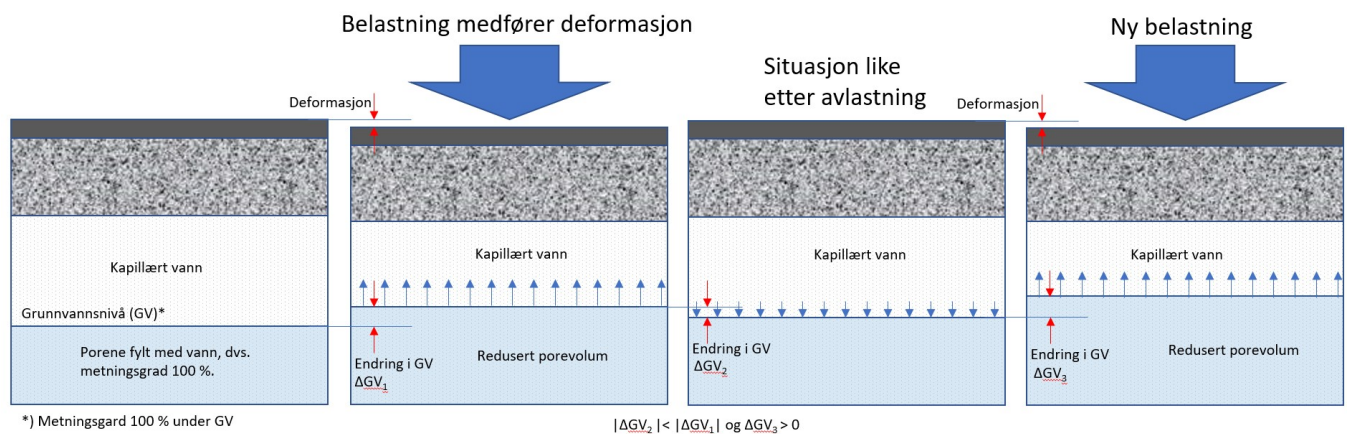 Belastning medfører deformasjon
Ny belastning
Situasjon like
etter avlastning
Deformasjon
Deformasjon
Kapillært vann
Kapillært vann
Kapillært vann
Kapillært vann
Grunnvannsnivå (GV)*
Porene fylt med vann, dvs.
metningsgrad 100 %.
Endring i GV
ΔGV₁
Redusert porevolum
Endring i GV
ΔGV₂
Endring i GV
ΔGV₃
Redusert porevolum
*) Metningsgard 100 % under GV
|ΔGV₂ |< |ΔGV₁| og ΔGV₃ > 0